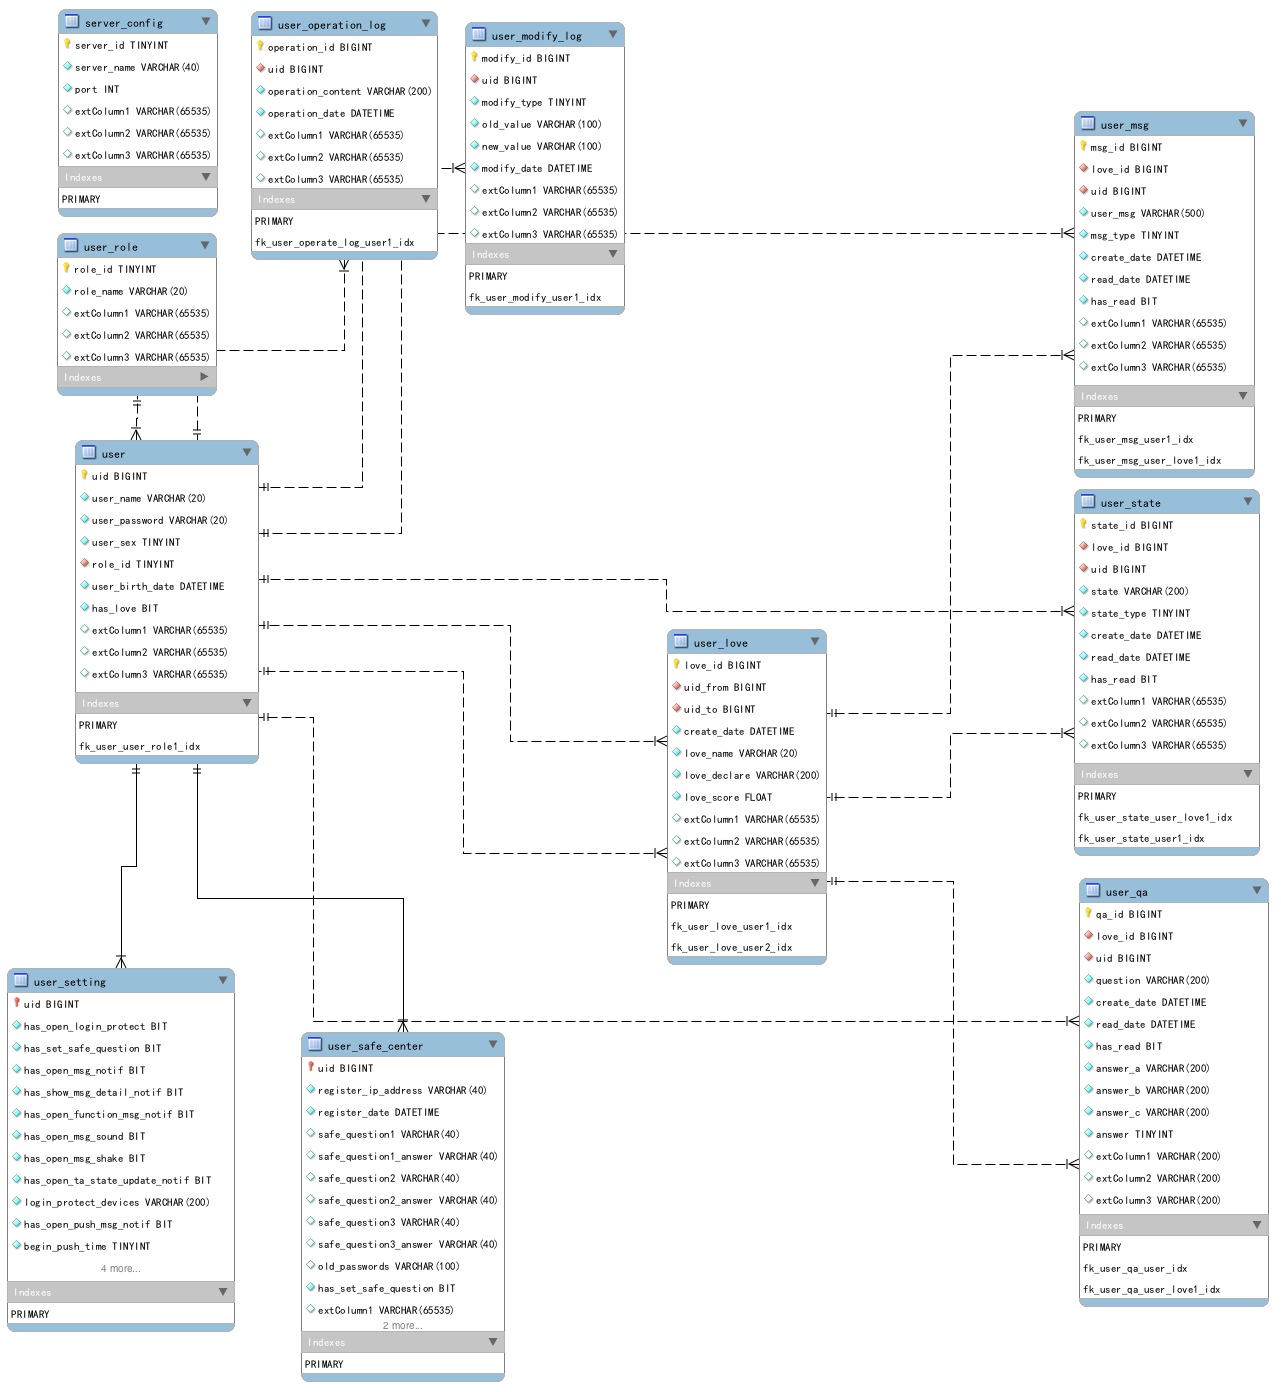 server_config
server_id TINYINT
server_name VARCHAR(40)
port INT
extColumn1 VARCHAR(65535)
extColumn2 VARCHAR(65535)
extColumn3 VARCHAR(65535)
Indexes
PRIMARY
user_operation_log
operation_id BIGINT
uid BIGINT
operation_content VARCHAR(200)
operation_date DATETIME
extColumn1 VARCHAR(65535)
extColumn2 VARCHAR(65535)
extColumn3 VARCHAR(65535)
Indexes
PRIMARY
fk_user_operate_log_user1_idx
user_modify_log
modify_id BIGINT
uid BIGINT
modify_type TINYINT
old_value VARCHAR(100)
new_value VARCHAR(100)
modify_date DATETIME
extColumn1 VARCHAR(65535)
extColumn2 VARCHAR(65535)
extColumn3 VARCHAR(65535)
Indexes
PRIMARY
fk_user_modify_user1_idx
user_msg
msg_id BIGINT
love_id BIGINT
uid BIGINT
user_msg VARCHAR(500)
msg_type TINYINT
create_date DATETIME
read_date DATETIME
has_read BIT
extColumn1 VARCHAR(65535)
extColumn2 VARCHAR(65535)
extColumn3 VARCHAR(65535)
Indexes
PRIMARY
fk_user_msg_user1_idx
fk_user_msg_user_love1_idx
user_role
role_id TINYINT
role_name VARCHAR(20)
extColumn1 VARCHAR(65535)
extColumn2 VARCHAR(65535)
extColumn3 VARCHAR(65535)
Indexes
user
uid BIGINT
user_name VARCHAR(20)
user_password VARCHAR(20)
user_sex TINYINT
role_id TINYINT
user_birth_date DATETIME
has_love BIT
extColumn1 VARCHAR(65535)
extColumn2 VARCHAR(65535)
extColumn3 VARCHAR(65535)
Indexes
PRIMARY
fk_user_user_role1_idx
user_state
state_id BIGINT
love_id BIGINT
uid BIGINT
state VARCHAR(200)
state_type TINYINT
create_date DATETIME
read_date DATETIME
has_read BIT
extColumn1 VARCHAR(65535)
extColumn2 VARCHAR(65535)
extColumn3 VARCHAR(65535)
Indexes
PRIMARY
fk_user_state_user_love1_idx
fk_user_state_user1_idx
user_love
love_id BIGINT
uid_from BIGINT
uid_to BIGINT
create_date DATETIME
love_name VARCHAR(20)
love_declare VARCHAR(200)
love_score FLOAT
extColumn1 VARCHAR(65535)
extColumn2 VARCHAR(65535)
extColumn3 VARCHAR(65535)
Indexes
PRIMARY
fk_user_love_user1_idx
fk_user_love_user2_idx
user_qa
qa_id BIGINT
love_id BIGINT
uid BIGINT
question VARCHAR(200)
create_date DATETIME
read_date DATETIME
has_read BIT
answer_a VARCHAR(200)
answer_b VARCHAR(200)
answer_c VARCHAR(200)
answer TINYINT
extColumn1 VARCHAR(200)
extColumn2 VARCHAR(200)
extColumn3 VARCHAR(200)
Indexes
PRIMARY
fk_user_qa_user_idx
fk_user_qa_user_love1_idx
user_setting
uid BIGINT
has_open_login_protect BIT
has_set_safe_question BIT
has_open_msg_notif BIT
has_show_msg_detail_notif BIT
has_open_function_msg_notif BIT
has_open_msg_sound BIT
has_open_msg_shake BIT
has_open_ta_state_update_notif BIT
login_protect_devices VARCHAR(200)
has_open_push_msg_notif BIT
begin_push_time TINYINT
4 more...
Indexes
PRIMARY
user_safe_center
uid BIGINT
register_ip_address VARCHAR(40)
register_date DATETIME
safe_question1 VARCHAR(40)
safe_question1_answer VARCHAR(40)
safe_question2 VARCHAR(40)
safe_question2_answer VARCHAR(40)
safe_question3 VARCHAR(40)
safe_question3_answer VARCHAR(40)
old_passwords VARCHAR(100)
has_set_safe_question BIT
extColumn1 VARCHAR(65535)
2 more...
Indexes
PRIMARY